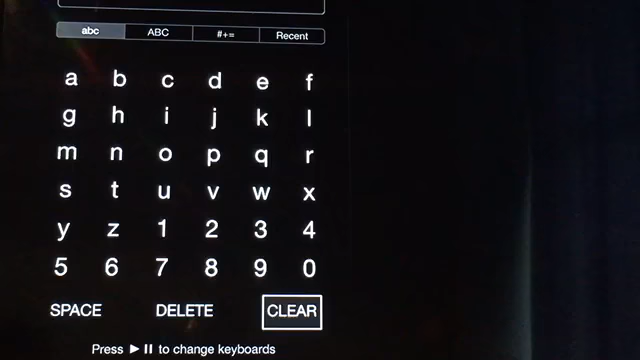 abc ABC #+= Recent
a b c d e f
g h i j k l
m n o p q r
s t u v w x
y z 1 2 3 4
5 6 7 8 9 0
SPACE DELETE CLEAR
Press ▶II to change keyboards